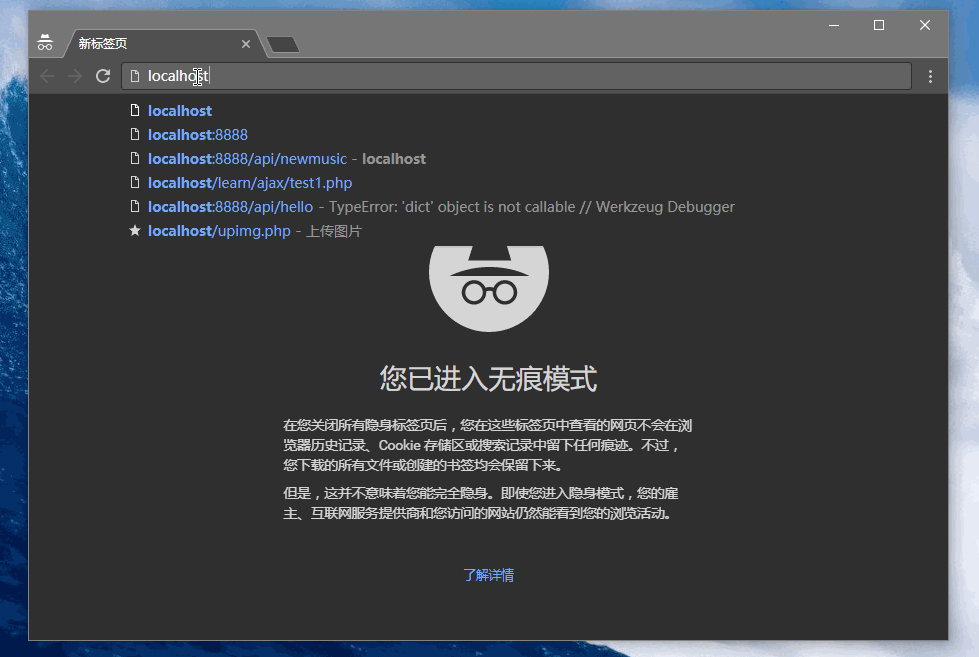 新标签页
localhost
localhost
localhost:8888
localhost:8888/api/newmusic - localhost
localhost/learn/ajax/test1.php
localhost:8888/api/hello - TypeError: 'dict' object is not callable // Werkzeug Debugger
localhost/upimg.php - 上传图片
您已进入无痕模式
在您关闭所有隐身标签页后，您在这些标签页中查看的网页不会在浏
览器历史记录、Cookie 存储区或搜索记录中留下任何痕迹。不过，
您下载的所有文件或创建的书签均会保留下来。
但是，这并不意味着您能完全隐身。即使您进入隐身模式，您的雇
主、互联网服务提供商和您访问的网站仍然能看到您的浏览活动。
了解详情